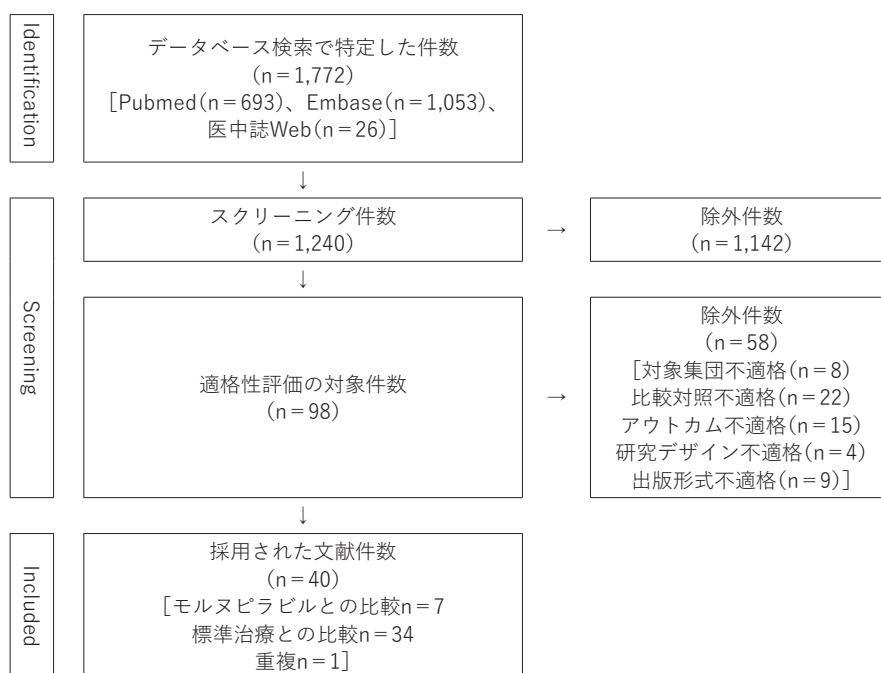 Identification
データベース検索で特定した件数
(n=1,772)
[Pubmed(n=693)、Embase(n=1,053)、
医中誌Web(n=26)]
↓
Screening
スクリーニング件数
(n=1,240)
→
除外件数
(n=1,142)
↓
適格性評価の対象件数
(n=98)
→
除外件数
(n=58)
[対象集団不適格(n=8)
比較対照不適格(n=22)
アウトカム不適格(n=15)
研究デザイン不適格(n=4)
出版形式不適格(n=9)]
↓
Included
採用された文献件数
(n=40)
[モルヌピラビルとの比較n=7
標準治療との比較n=34
重複n=1]